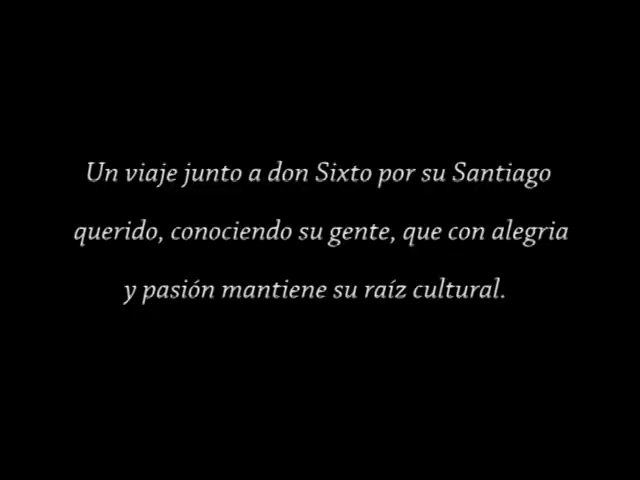 Un viaje junto a don Sixto por su Santiago
querido, conociendo su gente, que con alegria
y pasión mantiene su raíz cultural.